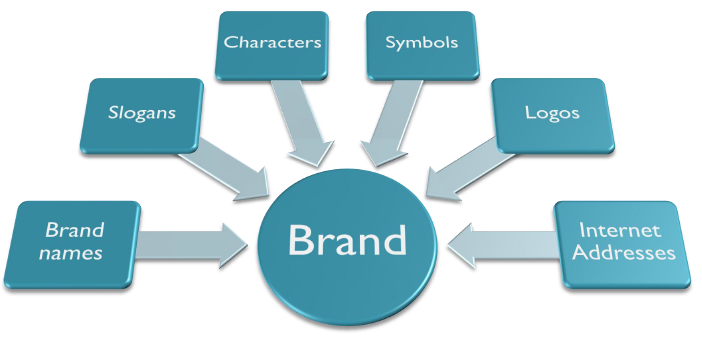 Characters
Symbols
Slogans
Logos
Brand
names
Brand
Internet
Addresses